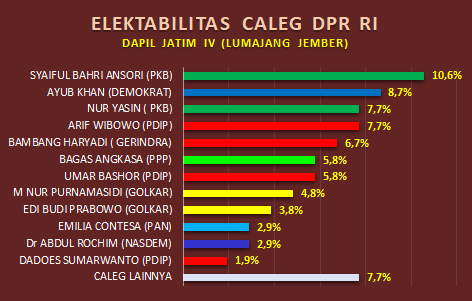 ELEKTABILITAS CALEG DPR RI
DAPIL JATIM IV (LUMAJANG JEMBER)
SYAIFUL BAHRI ANSORI (PKB) 10,6%
AYUB KHAN (DEMOKRAT) 8,7%
NUR YASIN ( PKB) 7,7%
ARIF WIBOWO (PDIP) 7,7%
BAMBANG HARYADI ( GERINDRA) 6,7%
BAGAS ANGKASA (PPP) 5,8%
UMAR BASHOR (PDIP) 5,8%
M NUR PURNAMASIDI (GOLKAR) 4,8%
EDI BUDI PRABOWO (GOLKAR) 3,8%
EMILIA CONTESA (PAN) 2,9%
Dr ABDUL ROCHIM (NASDEM) 2,9%
DADOES SUMARWANTO (PDIP) 1,9%
CALEG LAINNYA 7,7%